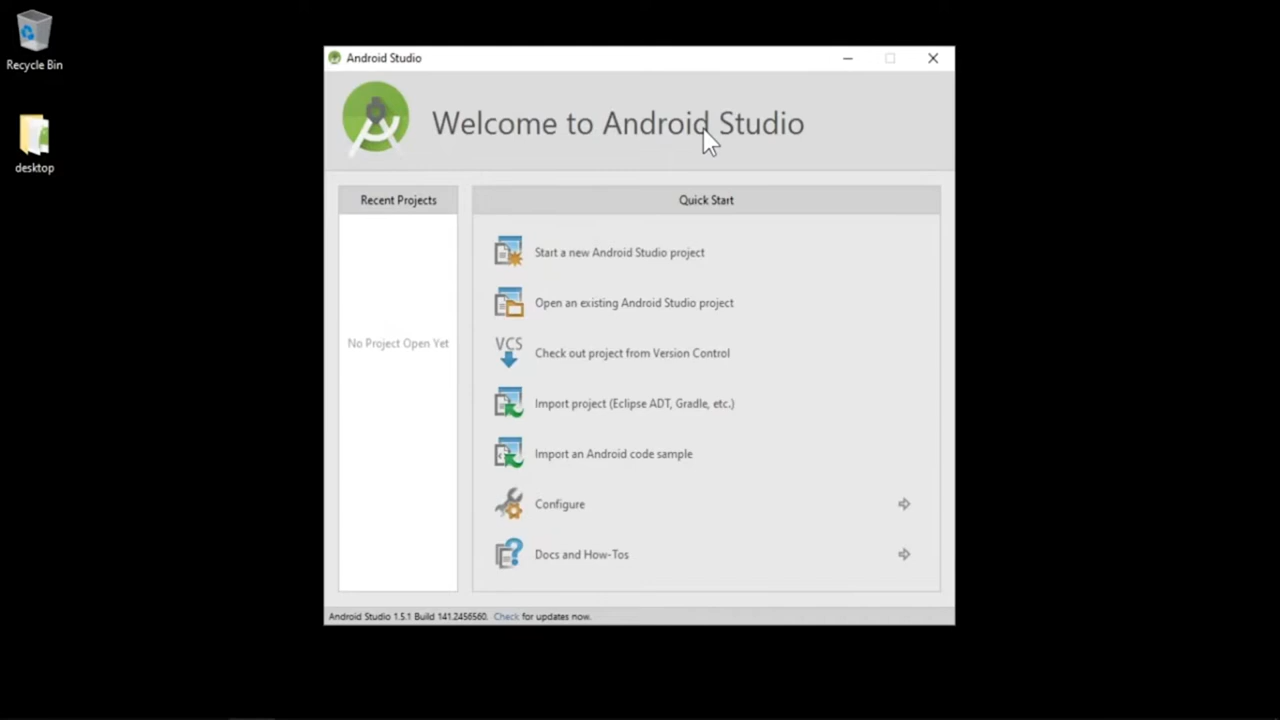 Recycle Bin
desktop
Android Studio
Welcome to Android Studio
Recent Projects
No Project Open Yet
Quick Start
Start a new Android Studio project
Open an existing Android Studio project
VCS
Check out project from Version Control
Import project (Eclipse ADT, Gradle, etc.)
Import an Android code sample
Configure
Docs and How-Tos
Android Studio 1.5.1 Build 141.2456560. Check for updates now.